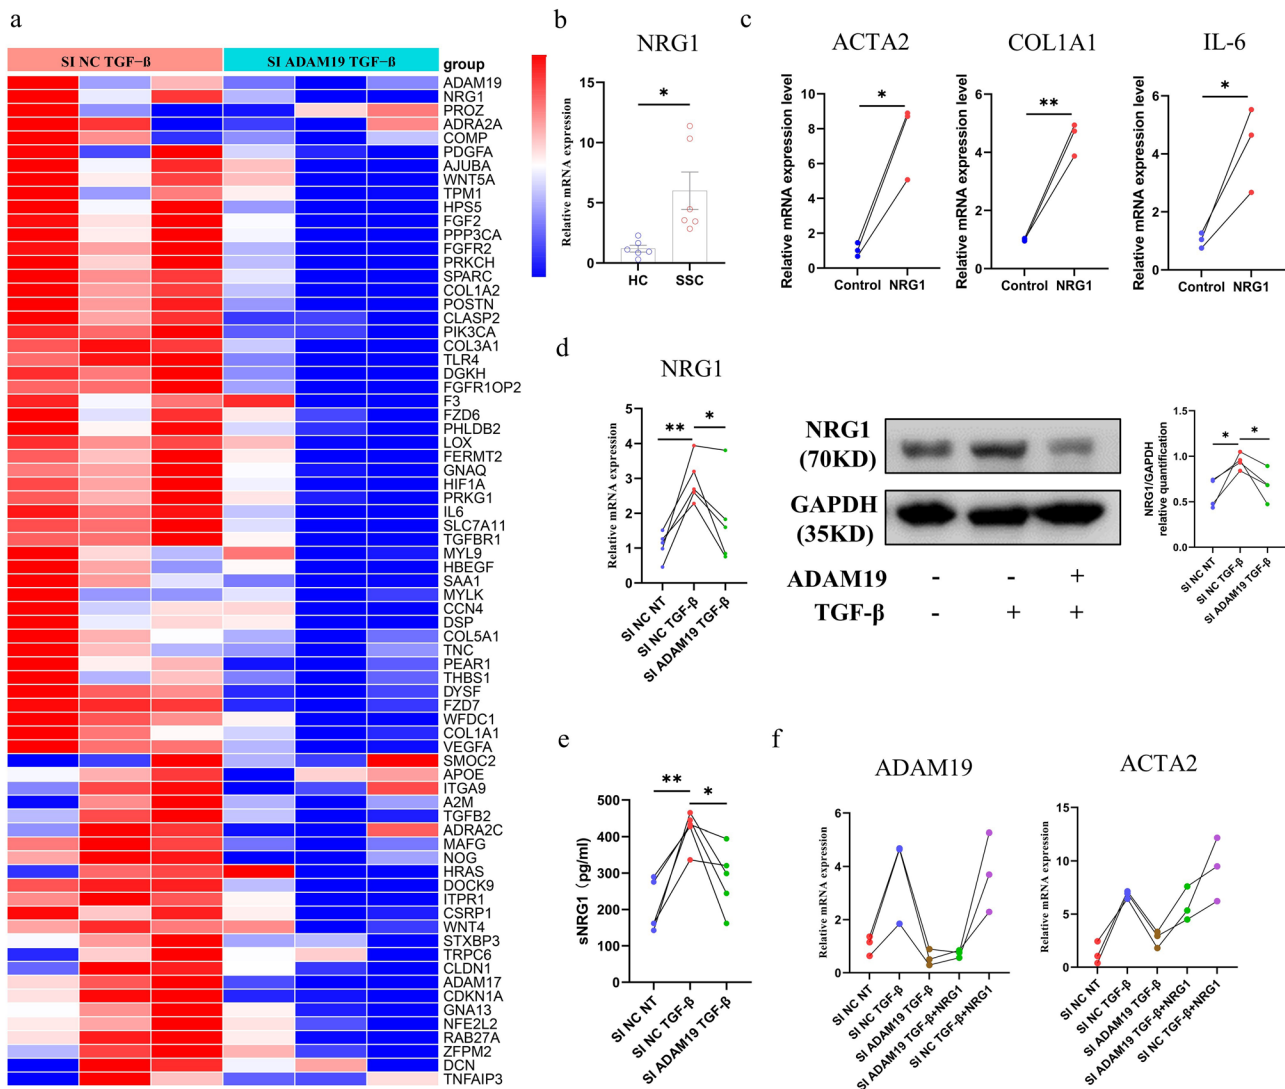 a
SI NC TGF-ß
SI ADAM19 TGF-ß
group
ADAM19
NRG1
PROZ
ADRA2A
COMP
PDGFA
AJUBA
WNT5A
TPM1
HPS5
FGF2
PPP3CA
FGFR2
PRKCH
SPARC
COL1A2
POSTN
CLASP2
PIK3CA
COL3A1
TLR4
DGKH
FGFR1OP2
F3
FZD6
PHLDB2
LOX
FERMT2
GNAQ
HIF1A
PRKG1
IL6
SLC7A11
TGFBR1
MYL9
HBEGF
SAA1
MYLK
CCN4
DSP
COL5A1
TNC
PEAR1
THBS1
DYSF
FZD7
WFDC1
COL1A1
VEGFA
SMOC2
APOE
ITGA9
A2M
TGFB2
ADRA2C
MAFG
NOG
HRAS
DOCK9
ITPR1
CSRP1
WNT4
STXBP3
TRPC6
CLDN1
ADAM17
CDKN1A
GNA13
NFE2L2
RAB27A
ZFPM2
DCN
TNFAIP3
b
NRG1
Relative mRNA expression
15
10
5
0
*
HC
SSC
c
ACTA2
Relative mRNA expression level
10
8
6
4
2
0
*
Control NRG1
COL1A1
Relative mRNA expression level
6
4
2
0
**
Control NRG1
IL-6
Relative mRNA expression level
6
4
2
0
*
Control NRG1
d
NRG1
Relative mRNA expression
5
4
3
2
1
0
**
*
SI NC NT
SI NC TGF-β
SI ADAM19 TGF-β
NRG1
(70KD)
GAPDH
(35KD)
ADAM19 - - +
TGF-β - + +
NRG1/GAPDH
relative quantification
1.5
1.0
0.5
0.0
*
*
SI NC NT
SI NC TGF-β
SI ADAM19 TGF-β
e
sNRG1 (pg/ml)
500
400
300
200
100
0
**
*
SI NC NT
SI NC TGF-β
SI ADAM19 TGF-β
f
ADAM19
Relative mRNA expression
6
4
2
0
SI NC NT
SI NC TGF-β
SI ADAM19 TGF-β
SI ADAM19 TGF-β+NRG1
SI NC TGF-β+NRG1
ACTA2
Relative mRNA expression
15
10
5
0
SI NC NT
SI NC TGF-β
SI ADAM19 TGF-β
SI ADAM19 TGF-β+NRG1
SI NC TGF-β+NRG1